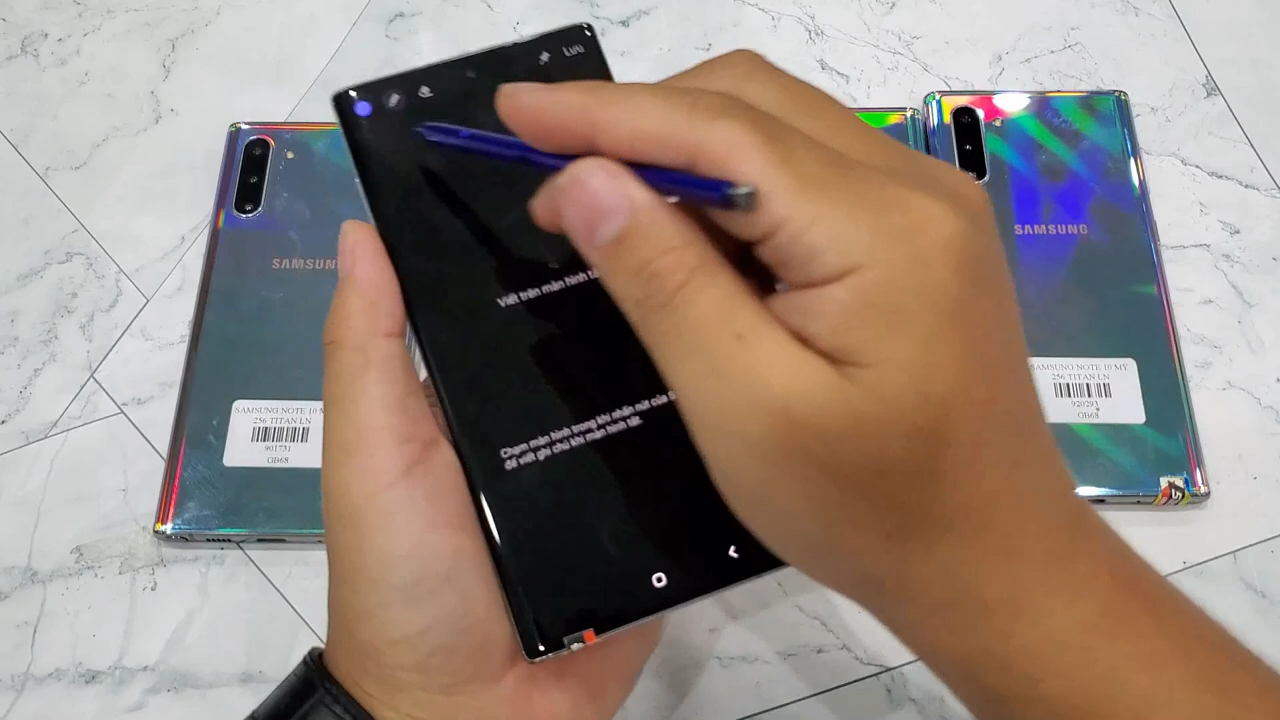 Lưu
Viết trên màn hình
Chạm màn hình trong khi nhấn nút của
để viết ghi chú khi màn hình tắt.
SAMSUN
SAMSUNG NOTE 10
256 TITAN LN
901731
GB68
SAMSUNG
SAMSUNG NOTE 10 MỸ
256 TITAN LN
920293
GB68